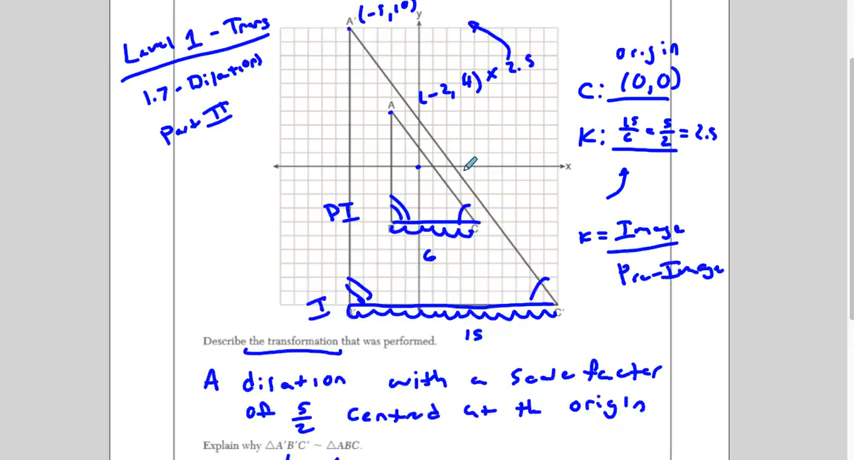 Level 1 - Trans
1.7 - Dilations
Part II
A' (-5, 10)
y
(-2, 4) × 2.5
A
x
PI
B
C
6
I
C'
15
origin
C: (0,0)
K: 15/6 = 5/2 = 2.5
K = Image
Pre-Image
Describe the transformation that was performed.
A dilation with a scale factor
of 5/2 centred at th origin
Explain why △A'B'C' ~ △ABC.